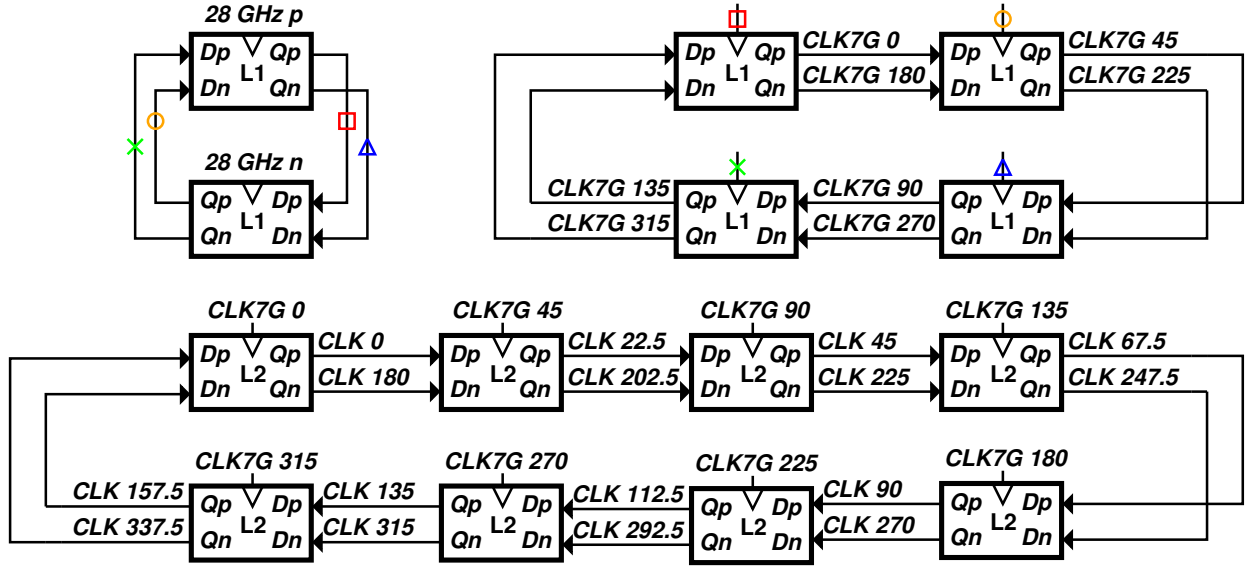 28 GHz p
Dp Qp
L1
Dn Qn
28 GHz n
Qp Dp
L1
Qn Dn
Dp Qp
L1
Dn Qn
CLK7G 0
CLK7G 180
Dp Qp
L1
Dn Qn
CLK7G 45
CLK7G 225
CLK7G 135
CLK7G 315
Qp Dp
L1
Qn Dn
CLK7G 90
CLK7G 270
Qp Dp
L1
Qn Dn
CLK7G 0
Dp Qp
L2
Dn Qn
CLK 0
CLK 180
CLK7G 45
Dp Qp
L2
Dn Qn
CLK 22.5
CLK 202.5
CLK7G 90
Dp Qp
L2
Dn Qn
CLK 45
CLK 225
CLK7G 135
Dp Qp
L2
Dn Qn
CLK 67.5
CLK 247.5
CLK 157.5
CLK 337.5
CLK7G 315
Qp Dp
L2
Qn Dn
CLK 135
CLK 315
CLK7G 270
Qp Dp
L2
Qn Dn
CLK 112.5
CLK 292.5
CLK7G 225
Qp Dp
L2
Qn Dn
CLK 90
CLK 270
CLK7G 180
Qp Dp
L2
Qn Dn